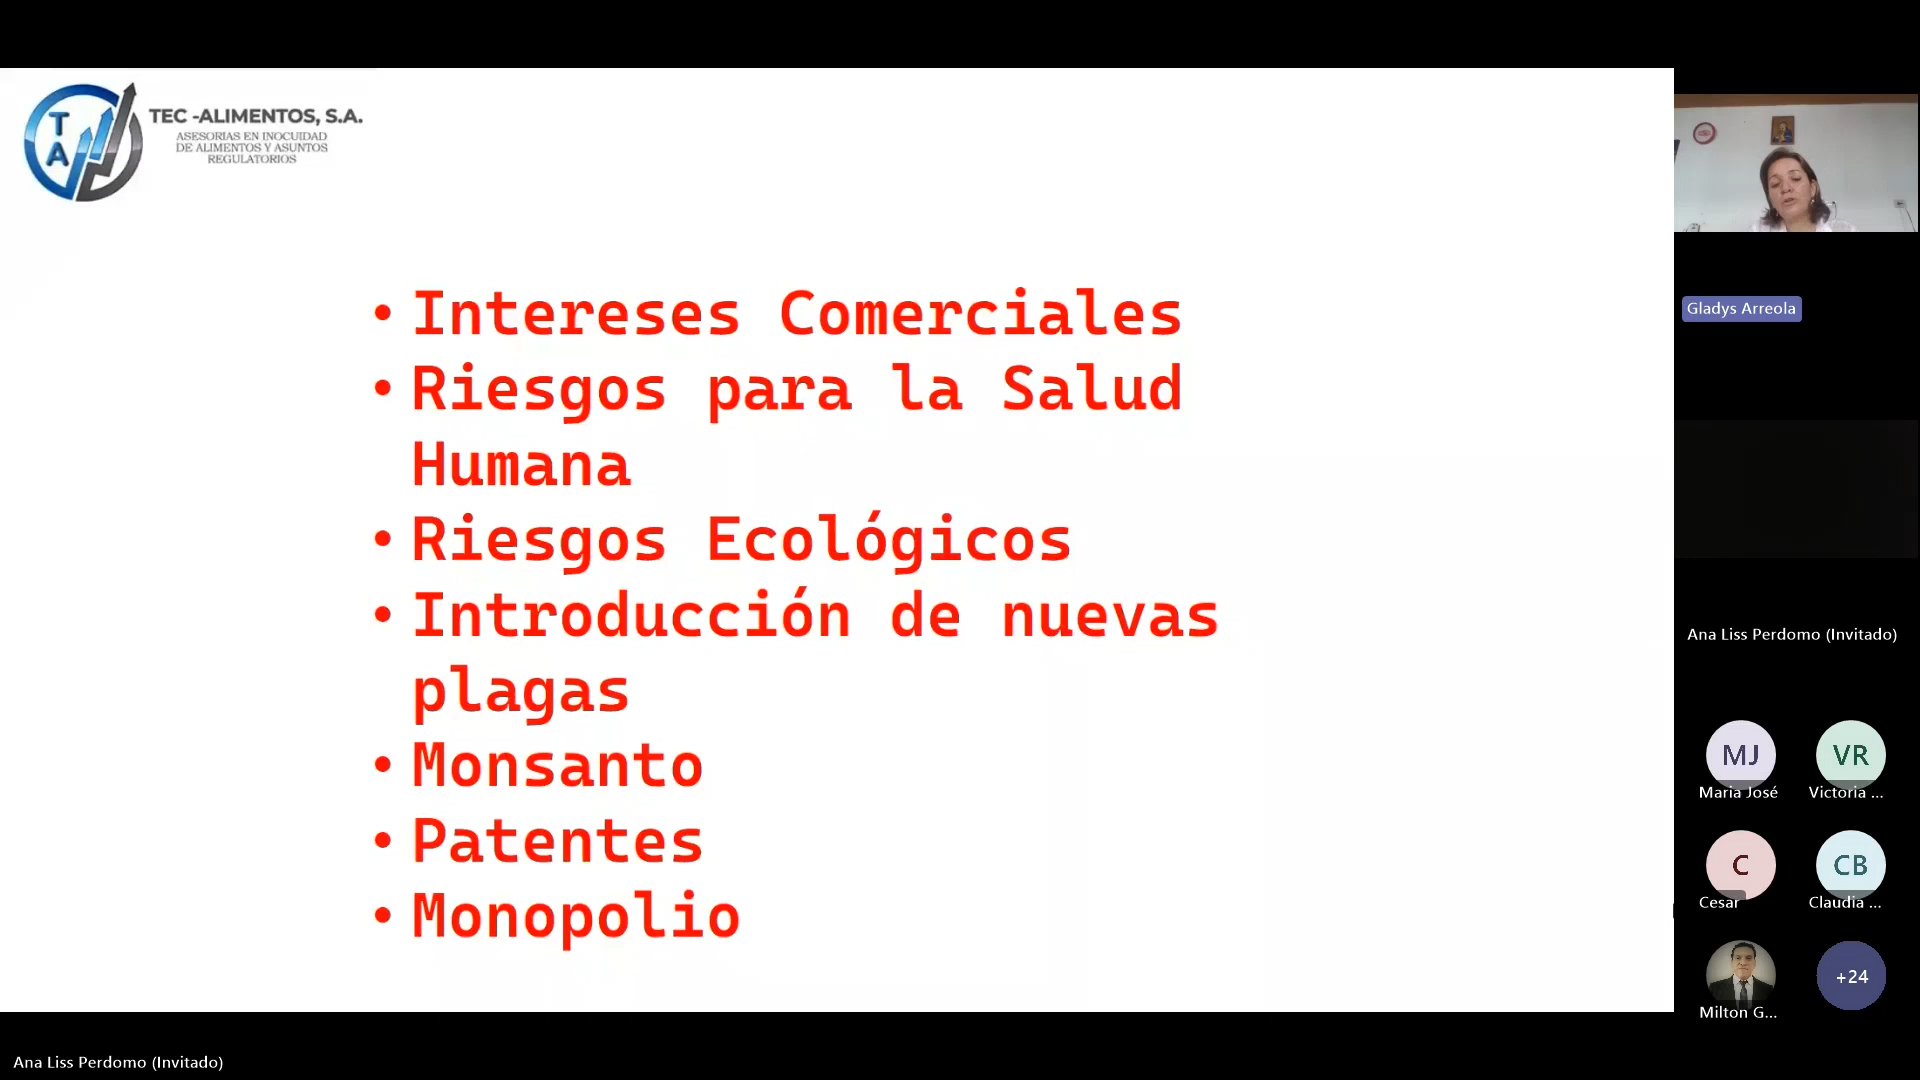 T
A
TEC -ALIMENTOS, S.A.
ASESORIAS EN INOCUIDAD
DE ALIMENTOS Y ASUNTOS
REGULATORIOS
• Intereses Comerciales
• Riesgos para la Salud
Humana
• Riesgos Ecológicos
• Introducción de nuevas
plagas
• Monsanto
• Patentes
• Monopolio
Gladys Arreola
Ana Liss Perdomo (Invitado)
MJ
Maria José
VR
Victoria ...
C
Cesar
CB
Claudia ...
Milton G...
+24
Ana Liss Perdomo (Invitado)